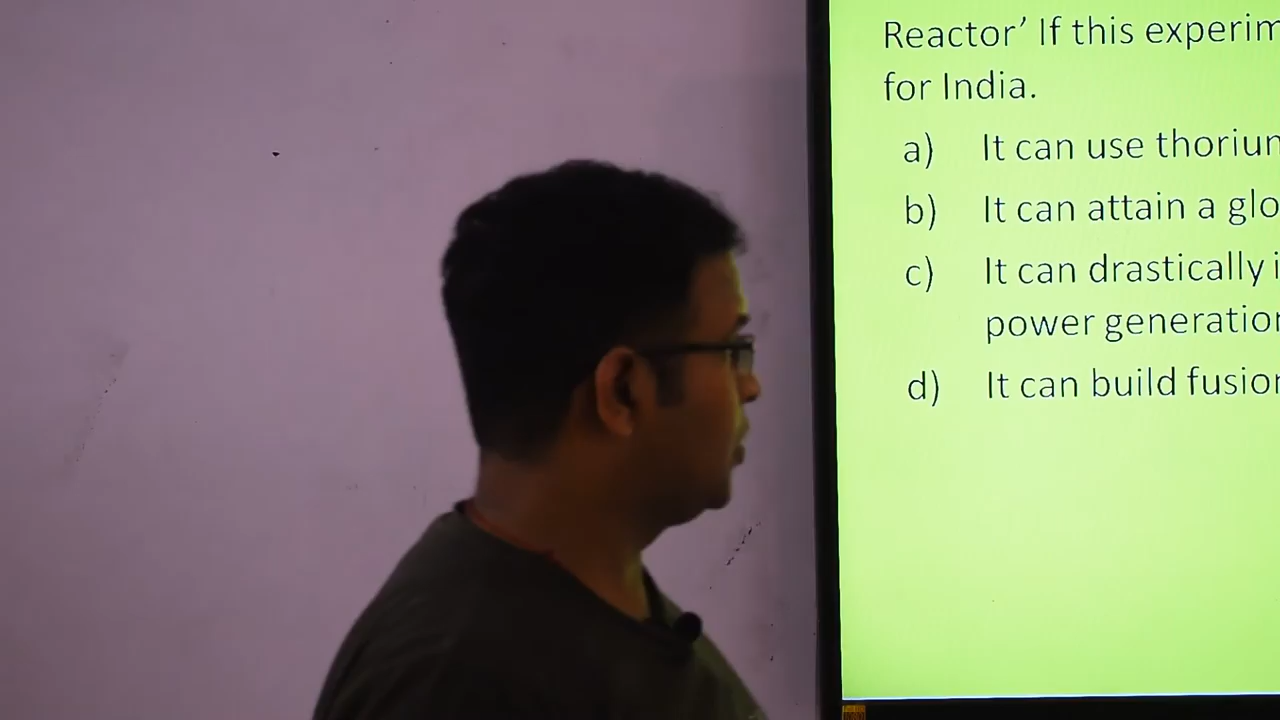 Reactor’ If this experim
for India.
a) It can use thoriun
b) It can attain a glo
c) It can drastically i
power generation
d) It can build fusion